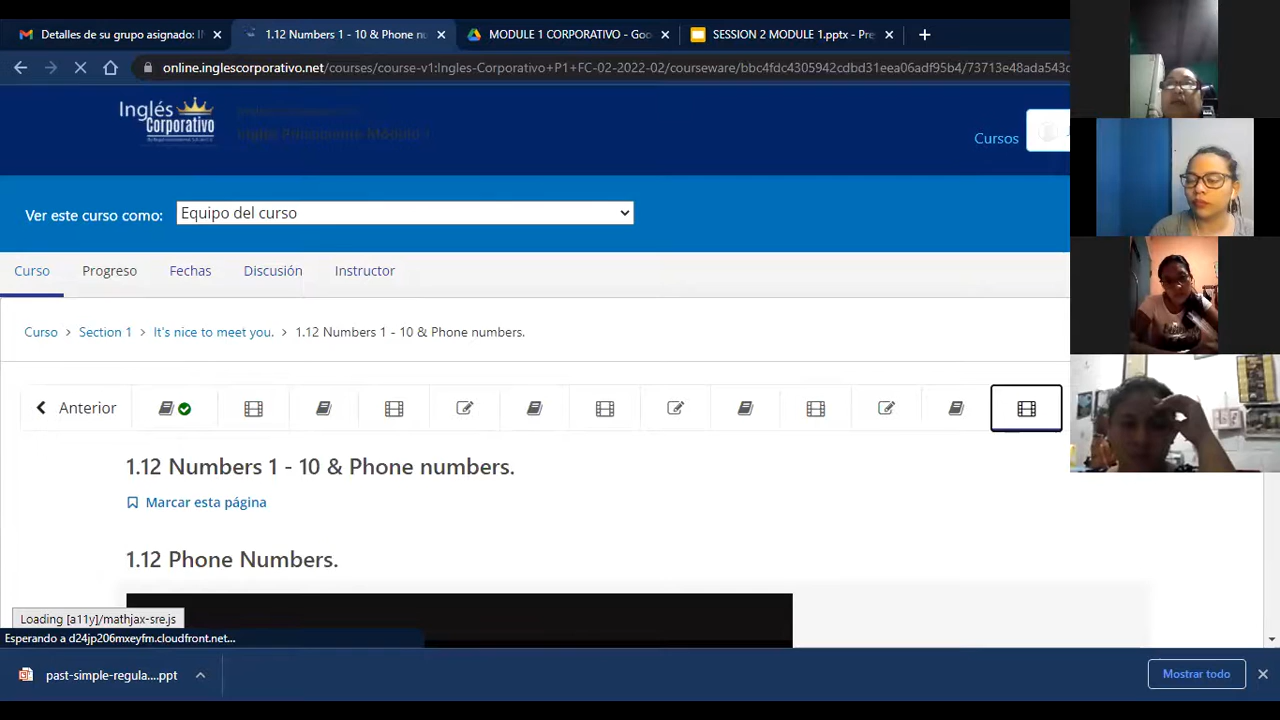 Detalles de su grupo asignado: II
1.12 Numbers 1 - 10 & Phone n
MODULE 1 CORPORATIVO - Goo
SESSION 2 MODULE 1.pptx - Pre
online.inglescorporativo.net/courses/course-v1:Ingles-Corporativo+P1+FC-02-2022-02/courseware/bbc4fdc4305942cdbd31eea06adf95b4/73713e48ada543c
Inglés
Corporativo
Inglés Principiante Módulo 1
Cursos
Ver este curso como:
Equipo del curso
Curso
Progreso
Fechas
Discusión
Instructor
Curso > Section 1 > It's nice to meet you. > 1.12 Numbers 1 - 10 & Phone numbers.
Anterior
1.12 Numbers 1 - 10 & Phone numbers.
Marcar esta página
1.12 Phone Numbers.
Loading [a11y]/mathjax-sre.js
Esperando a d24jp206mxeyfm.cloudfront.net...
past-simple-regula....ppt
Mostrar todo